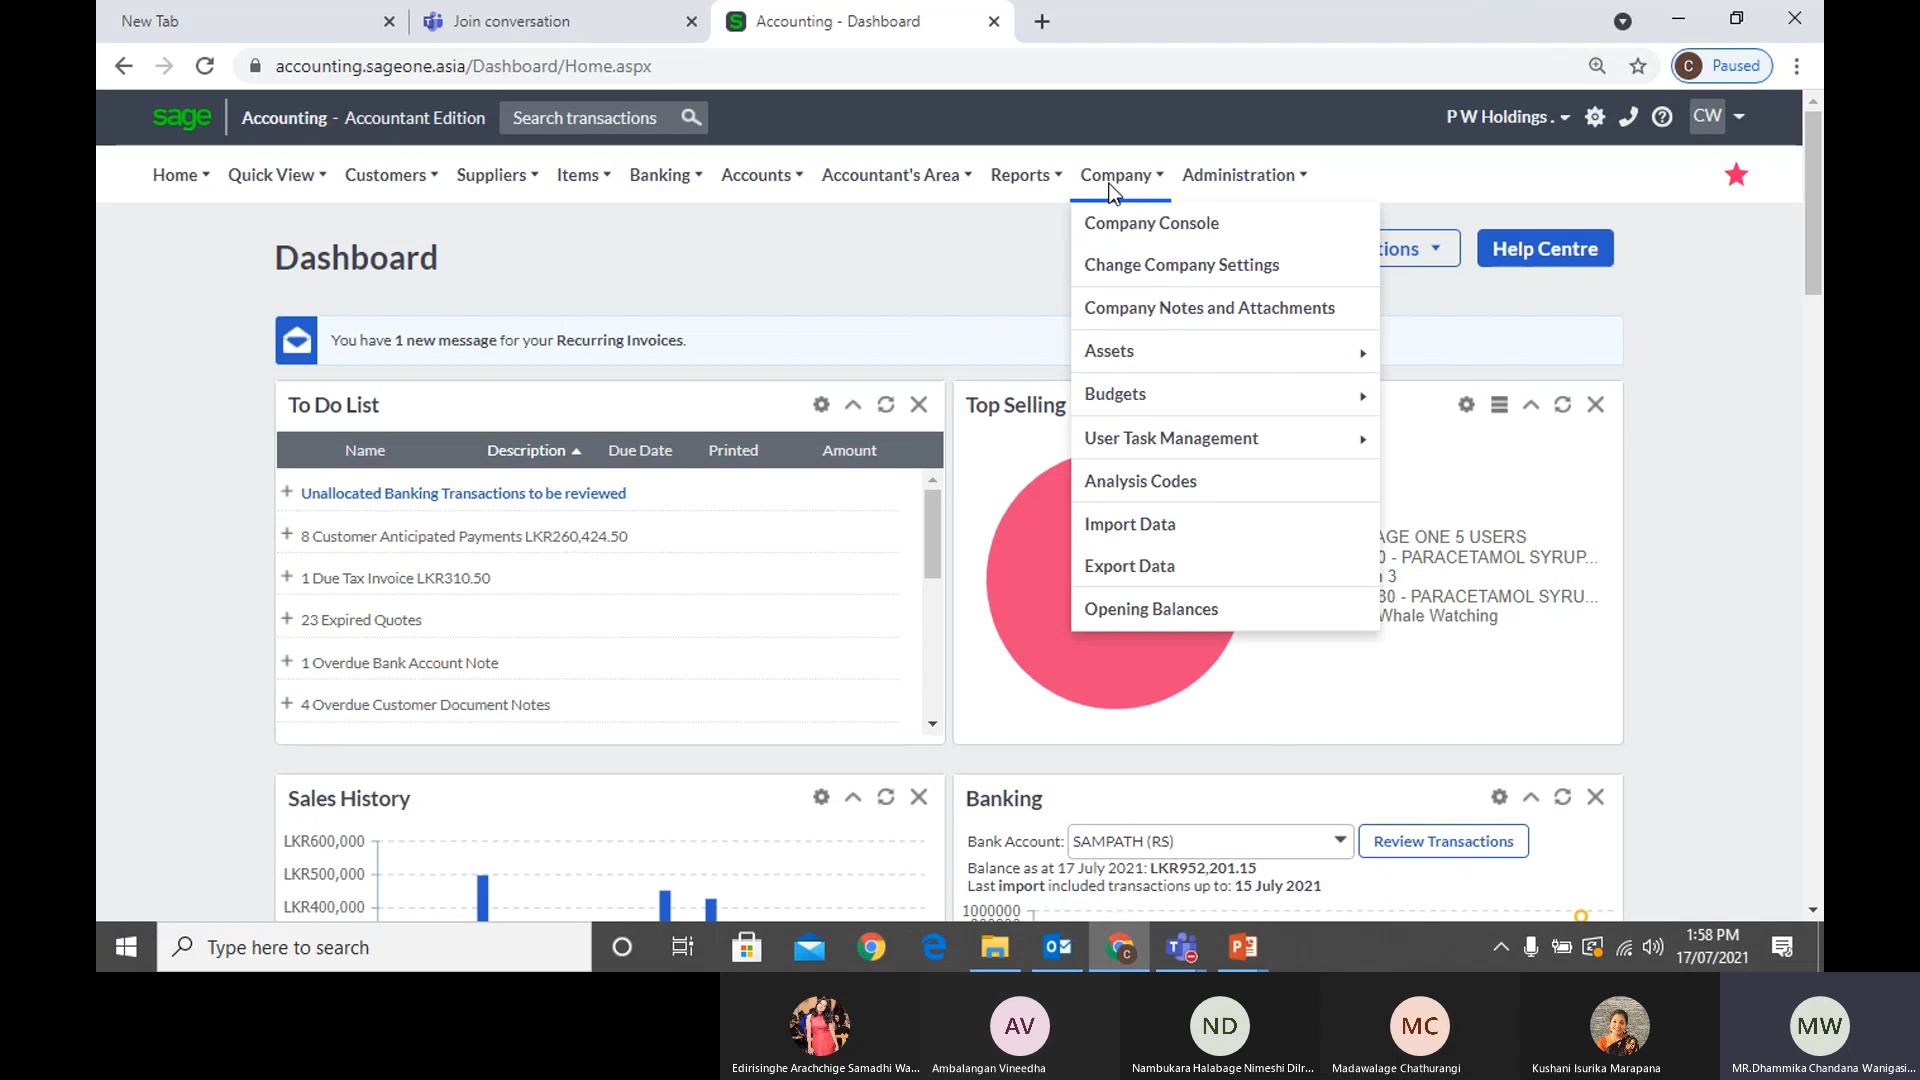 New Tab
Join conversation
Accounting - Dashboard
accounting.sageone.asia/Dashboard/Home.aspx
C Paused
sage Accounting - Accountant Edition Search transactions
P W Holdings . CW
Home Quick View Customers Suppliers Items Banking Accounts Accountant's Area Reports Company Administration
Company Console
Change Company Settings
Company Notes and Attachments
Assets
Budgets
User Task Management
Analysis Codes
Import Data
Export Data
Opening Balances
Dashboard
Help Centre
You have 1 new message for your Recurring Invoices.
To Do List
Name Description Due Date Printed Amount
Unallocated Banking Transactions to be reviewed
8 Customer Anticipated Payments LKR260,424.50
1 Due Tax Invoice LKR310.50
23 Expired Quotes
1 Overdue Bank Account Note
4 Overdue Customer Document Notes
Top Selling
AGE ONE 5 USERS
0 - PARACETAMOL SYRUP...
3
80 - PARACETAMOL SYRU...
Whale Watching
Sales History
LKR600,000
LKR500,000
LKR400,000
Banking
Bank Account: SAMPATH (RS) Review Transactions
Balance as at 17 July 2021: LKR952,201.15
Last import included transactions up to: 15 July 2021
1000000
Type here to search
1:58 PM
17/07/2021
AV
ND
MC
MW
Edirisinghe Arachchige Samadhi Wa...
Ambalangan Vineedha
Nambukara Halabage Nimeshi Dilr...
Madawalage Chathurangi
Kushani Isurika Marapana
MR.Dhammika Chandana Wanigasi...